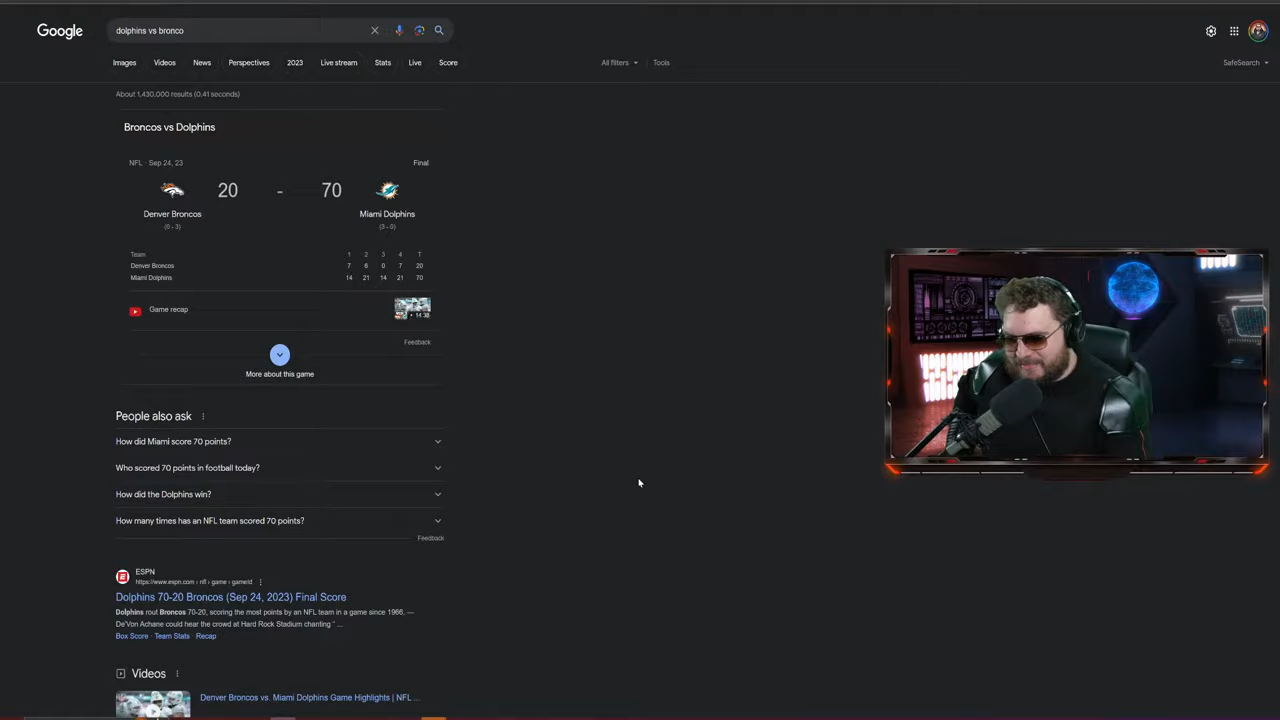 Google
dolphins vs bronco
Images Videos News Perspectives 2023 Live stream Stats Live Score All filters Tools SafeSearch
About 1,430,000 results (0.41 seconds)
Broncos vs Dolphins
NFL · Sep 24, 23 Final
20 - 70
Denver Broncos Miami Dolphins
(0 - 3) (3 - 0)
Team 1 2 3 4 T
Denver Broncos 7 6 0 7 20
Miami Dolphins 14 21 14 21 70
Game recap 14:38
Feedback
More about this game
People also ask
How did Miami score 70 points?
Who scored 70 points in football today?
How did the Dolphins win?
How many times has an NFL team scored 70 points?
Feedback
ESPN
https://www.espn.com › nfl › game › gameId
Dolphins 70-20 Broncos (Sep 24, 2023) Final Score
Dolphins rout Broncos 70-20, scoring the most points by an NFL team in a game since 1966. —
De'Von Achane could hear the crowd at Hard Rock Stadium chanting " ...
Box Score · Team Stats · Recap
Videos
Denver Broncos vs. Miami Dolphins Game Highlights | NFL ...